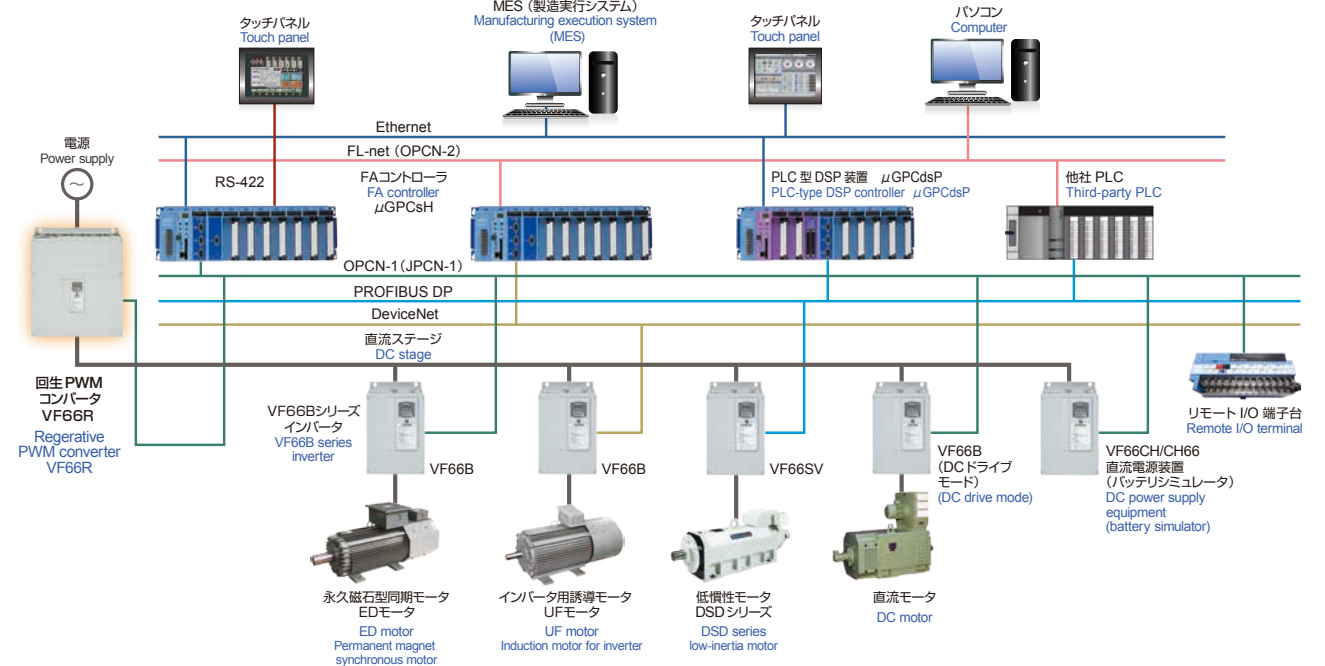 MES（製造実行システム）
Manufacturing execution system
(MES)
タッチパネル
Touch panel
タッチパネル
Touch panel
パソコン
Computer
Ethernet
FL-net（OPCN-2）
電源
Power supply
RS-422
FAコントローラ
FA controller
μGPCsH
PLC 型 DSP 装置　μGPCdsP
PLC-type DSP controller　μGPCdsP
他社 PLC
Third-party PLC
OPCN-1（JPCN-1）
PROFIBUS DP
DeviceNet
直流ステージ
DC stage
回生PWM
コンバータ
VF66R
Regerative
PWM converter
VF66R
VF66Bシリーズ
インバータ
VF66B series
inverter
VF66B
VF66B
VF66SV
VF66B
（DCドライブ
モード）
(DC drive mode)
VF66CH/CH66
直流電源装置
（バッテリシミュレータ）
DC power supply
equipment
(battery simulator)
リモート I/O 端子台
Remote I/O terminal
永久磁石型同期モータ
EDモータ
ED motor
Permanent magnet
synchronous motor
インバータ用誘導モータ
UFモータ
UF motor
Induction motor for inverter
低慣性モータ
DSDシリーズ
DSD series
low-inertia motor
直流モータ
DC motor